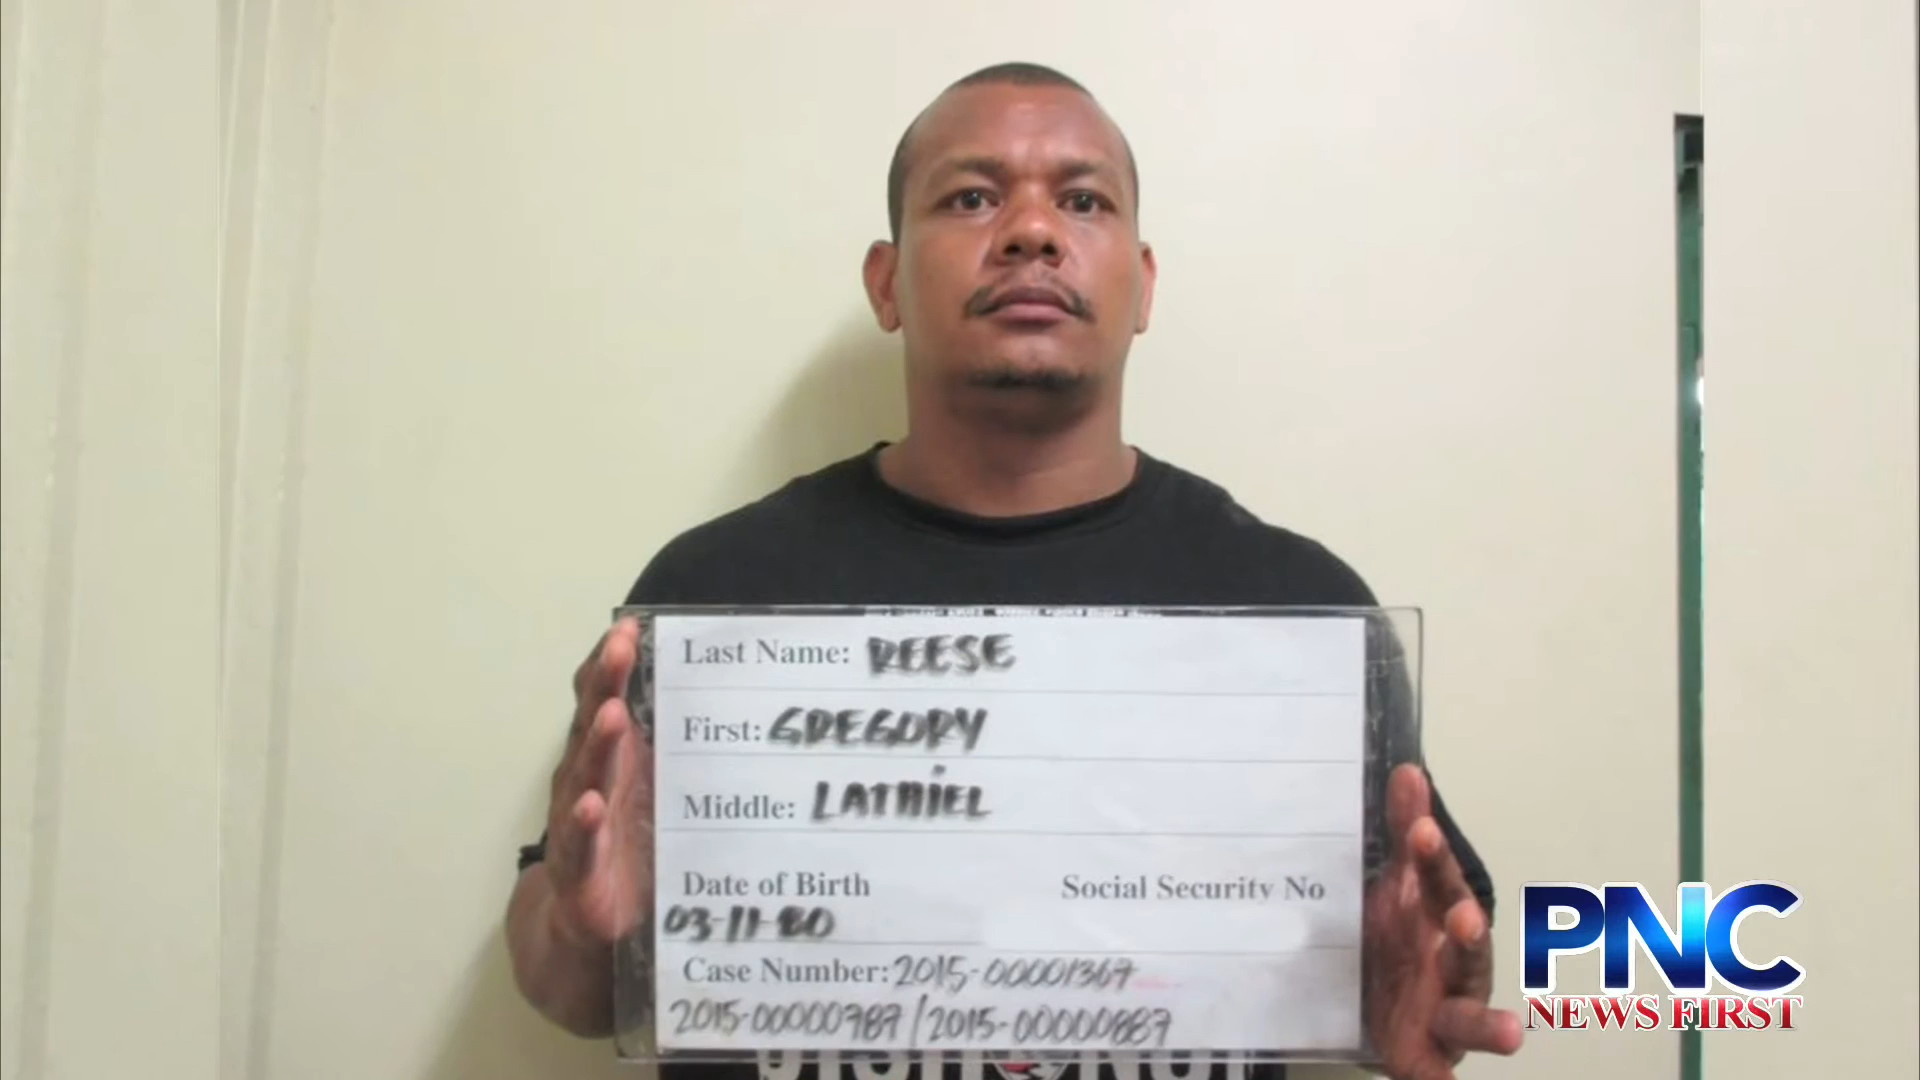 Last Name: REESE
First: GREGORY
Middle: LATHIEL
Date of Birth Social Security No
03-11-80
Case Number: 2015-00001367
2015-00000787/2015-00000887
PNC
NEWS FIRST